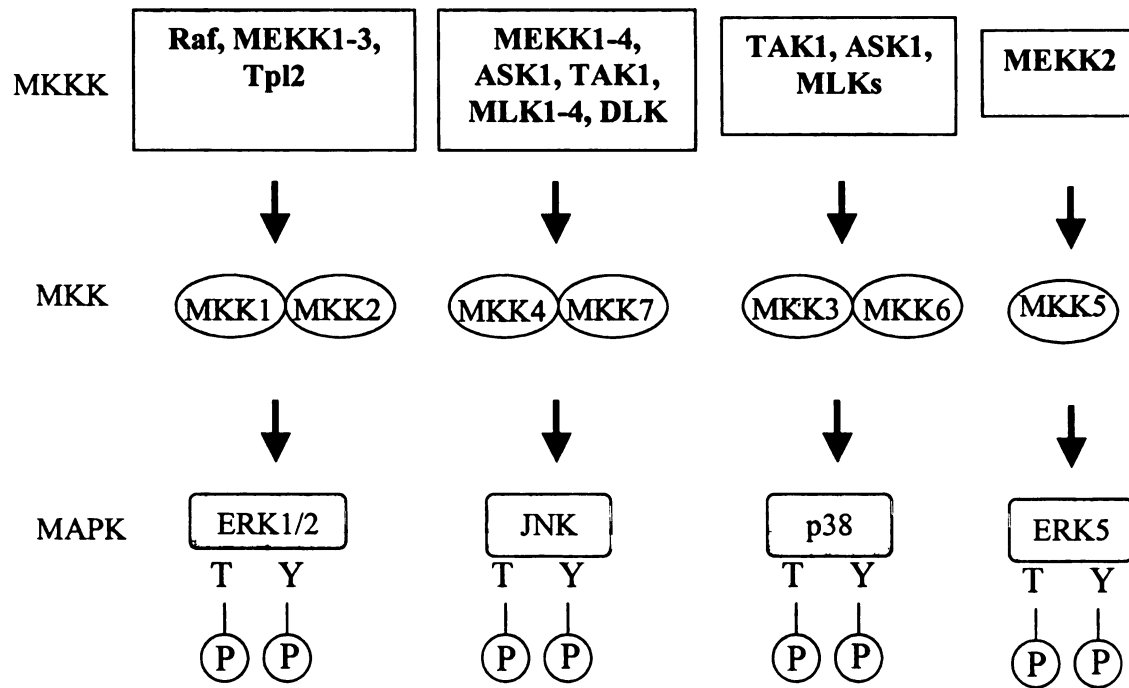 MKKK
Raf, MEKK1-3,
Tpl2
MEKK1-4,
ASK1, TAK1,
MLK1-4, DLK
TAK1, ASK1,
MLKs
MEKK2
MKK
MKK1
MKK2
MKK4
MKK7
MKK3
MKK6
MKK5
MAPK
ERK1/2
JNK
p38
ERK5
T Y
T Y
T Y
T Y
P P
P P
P P
P P